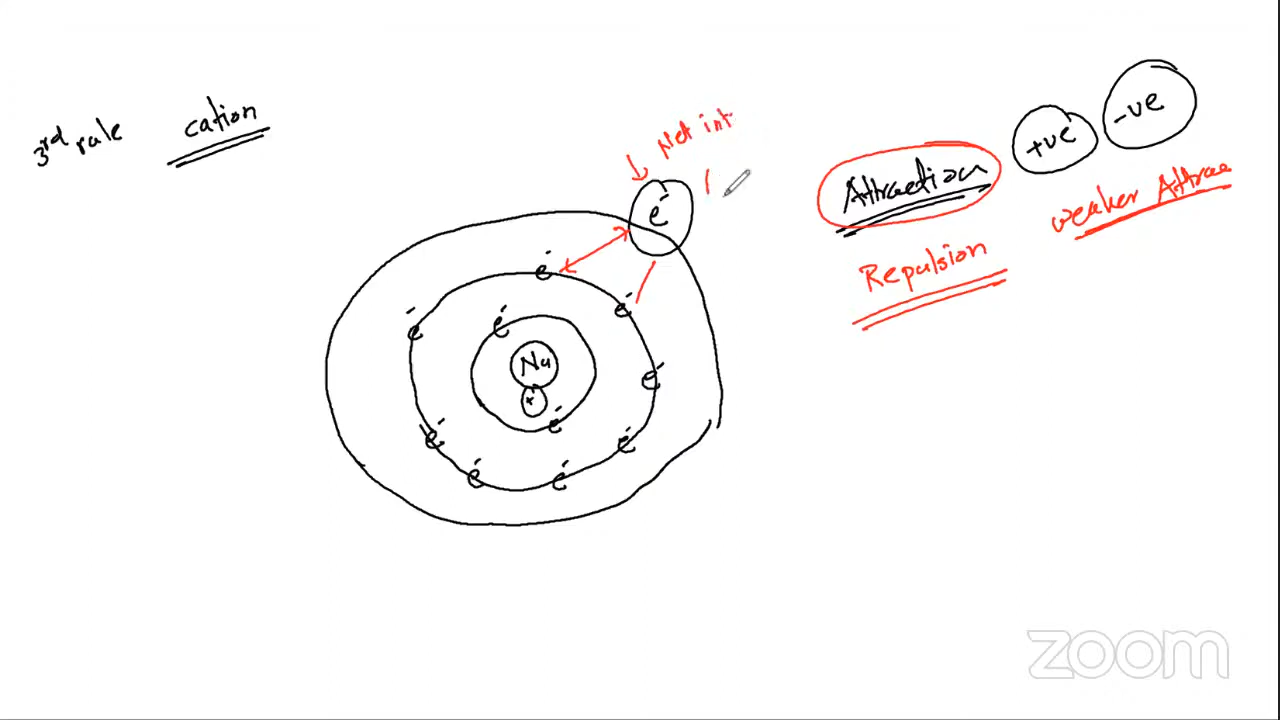 3rd rule cation
Net int
Attraction +ve -ve
weaker Attrac
Repulsion
e-
e-
e-
e-
e-
Na
e-
+
e-
e-
e-
e-
e-
zoom